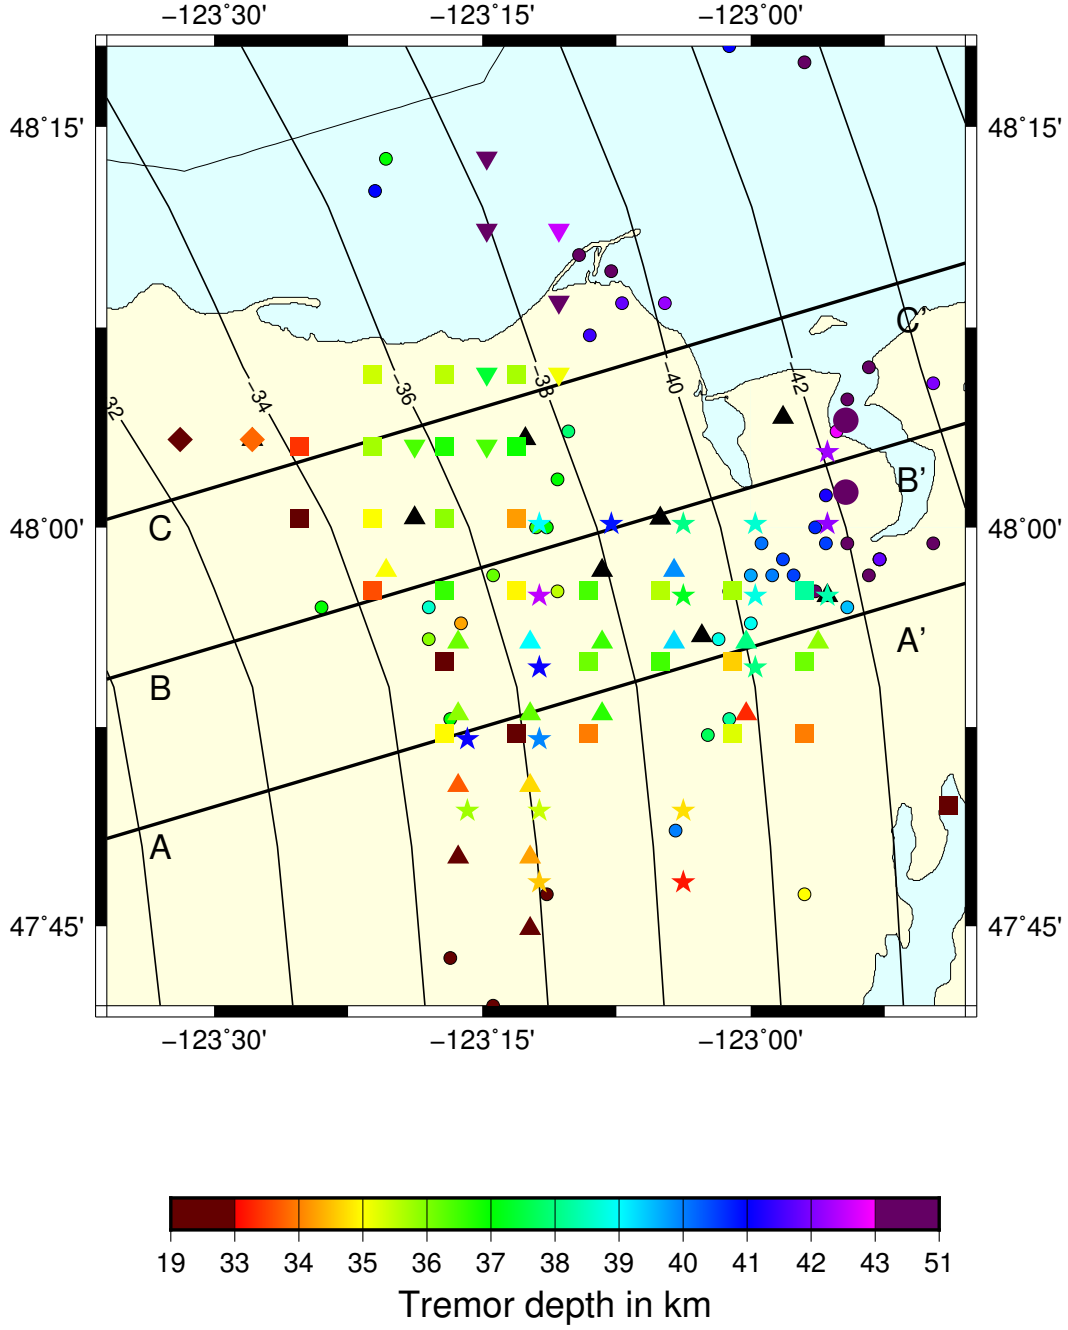 −123˚30' −123˚15' −123˚00'
48˚15' 48˚15'
C'
32 34 36 38 40 42
B'
C
48˚00' 48˚00'
A'
B
A
47˚45' 47˚45'
−123˚30' −123˚15' −123˚00'
19 33 34 35 36 37 38 39 40 41 42 43 51
Tremor depth in km